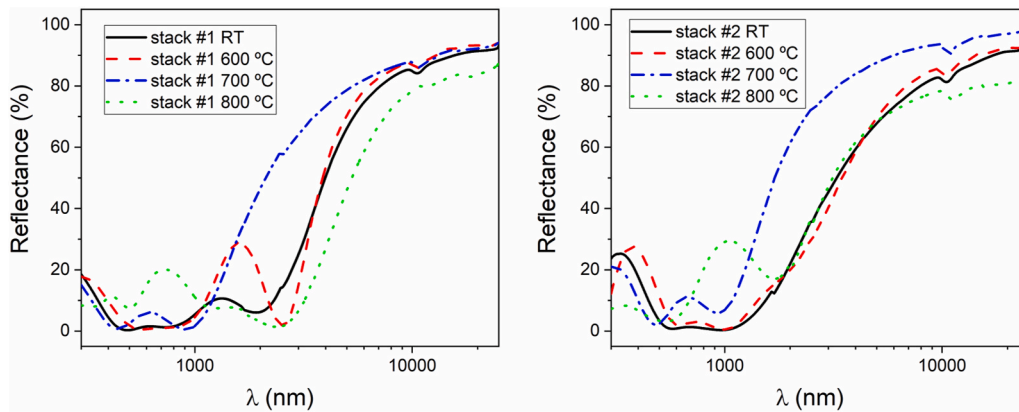 100
80
60
40
20
0
Reflectance (%)
stack #1 RT
stack #1 600 ºC
stack #1 700 ºC
stack #1 800 ºC
1000
10000
λ (nm)
100
80
60
40
20
0
Reflectance (%)
stack #2 RT
stack #2 600 ºC
stack #2 700 ºC
stack #2 800 ºC
1000
10000
λ (nm)